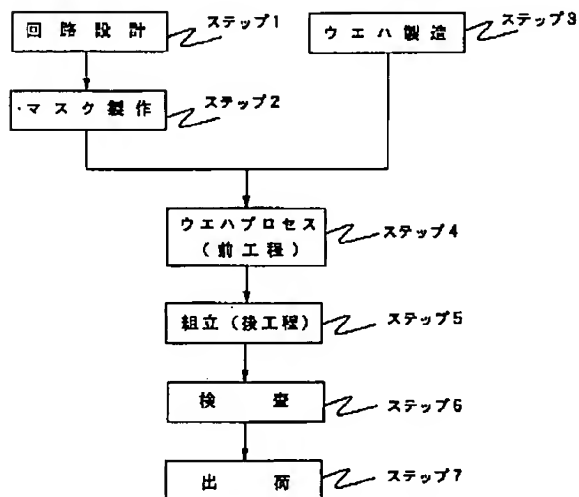 回路設計
ステップ1
ウエハ製造
ステップ3
・マスク製作
ステップ2
ウエハプロセス
(前工程)
ステップ4
組立(後工程)
ステップ5
検査
ステップ6
出荷
ステップ7